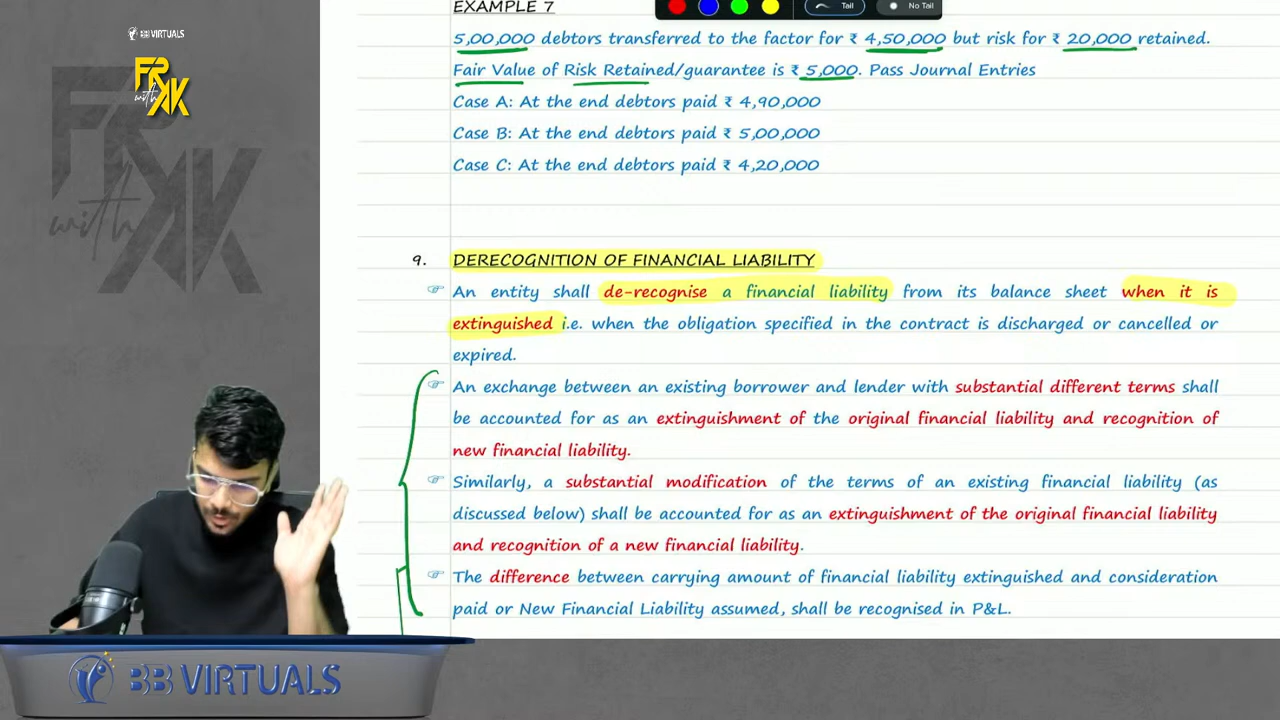 EXAMPLE 7
Tail
No Tail
BB VIRTUALS
FR
with AK
5,00,000 debtors transferred to the factor for ₹ 4,50,000 but risk for ₹ 20,000 retained.
Fair Value of Risk Retained/guarantee is ₹ 5,000. Pass Journal Entries
Case A: At the end debtors paid ₹ 4,90,000
Case B: At the end debtors paid ₹ 5,00,000
Case C: At the end debtors paid ₹ 4,20,000
FR
with AK
9. DERECOGNITION OF FINANCIAL LIABILITY
An entity shall de-recognise a financial liability from its balance sheet when it is
extinguished i.e. when the obligation specified in the contract is discharged or cancelled or
expired.
An exchange between an existing borrower and lender with substantial different terms shall
be accounted for as an extinguishment of the original financial liability and recognition of
new financial liability.
Similarly, a substantial modification of the terms of an existing financial liability (as
discussed below) shall be accounted for as an extinguishment of the original financial liability
and recognition of a new financial liability.
The difference between carrying amount of financial liability extinguished and consideration
paid or New Financial Liability assumed, shall be recognised in P&L.
BB VIRTUALS